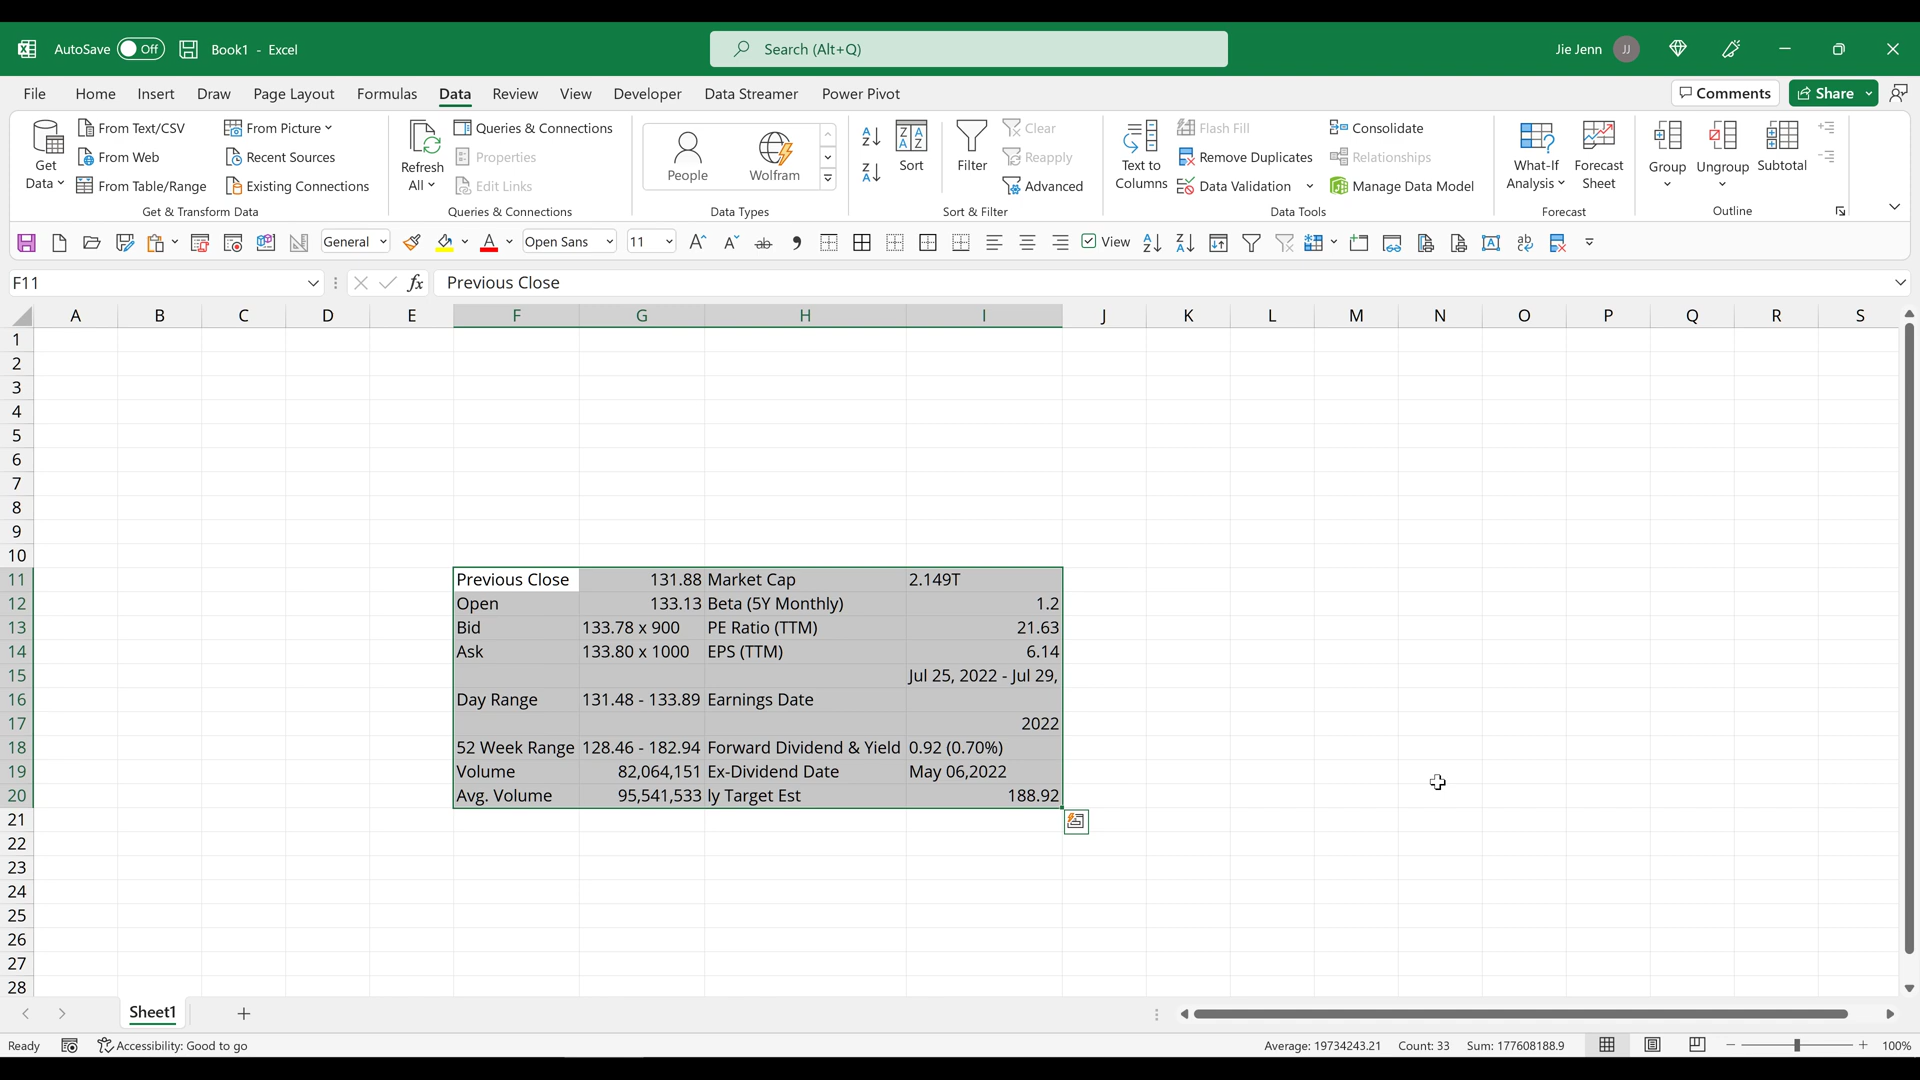 AutoSave Off Book1 - Excel Search (Alt+Q) Jie Jenn JJ
File Home Insert Draw Page Layout Formulas Data Review View Developer Data Streamer Power Pivot Comments Share
Get Data From Text/CSV From Web From Table/Range From Picture Recent Sources Existing Connections
Get & Transform Data
Refresh All Queries & Connections Properties Edit Links
Queries & Connections
People Wolfram
Data Types
Sort Filter Clear Reapply Advanced
Sort & Filter
Text to Columns Flash Fill Remove Duplicates Data Validation Consolidate Relationships Manage Data Model
Data Tools
What-If Analysis Forecast Sheet
Forecast
Group Ungroup Subtotal
Outline
General Open Sans 11 View
F11 fx Previous Close
A B C D E F G H I J K L M N O P Q R S
1
2
3
4
5
6
7
8
9
10
11 Previous Close 131.88 Market Cap 2.149T
12 Open 133.13 Beta (5Y Monthly) 1.2
13 Bid 133.78 x 900 PE Ratio (TTM) 21.63
14 Ask 133.80 x 1000 EPS (TTM) 6.14
15 Jul 25, 2022 - Jul 29,
16 Day Range 131.48 - 133.89 Earnings Date
17 2022
18 52 Week Range 128.46 - 182.94 Forward Dividend & Yield 0.92 (0.70%)
19 Volume 82,064,151 Ex-Dividend Date May 06,2022
20 Avg. Volume 95,541,533 ly Target Est 188.92
21
22
23
24
25
26
27
28
Sheet1
Ready Accessibility: Good to go Average: 19734243.21 Count: 33 Sum: 177608188.9 100%